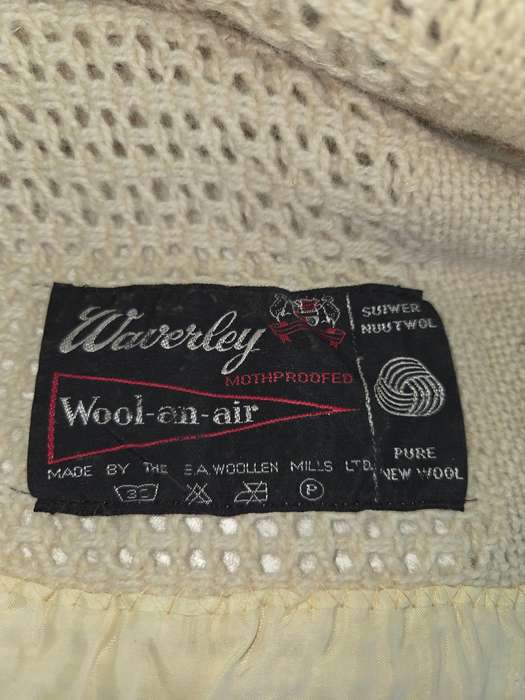 Waverley
MOTHPROOFED
Wool-an-air
MADE BY THE S.A. WOOLLEN MILLS LTD.
30
P
SUIWER
NUUTWOL
PURE
NEW WOOL